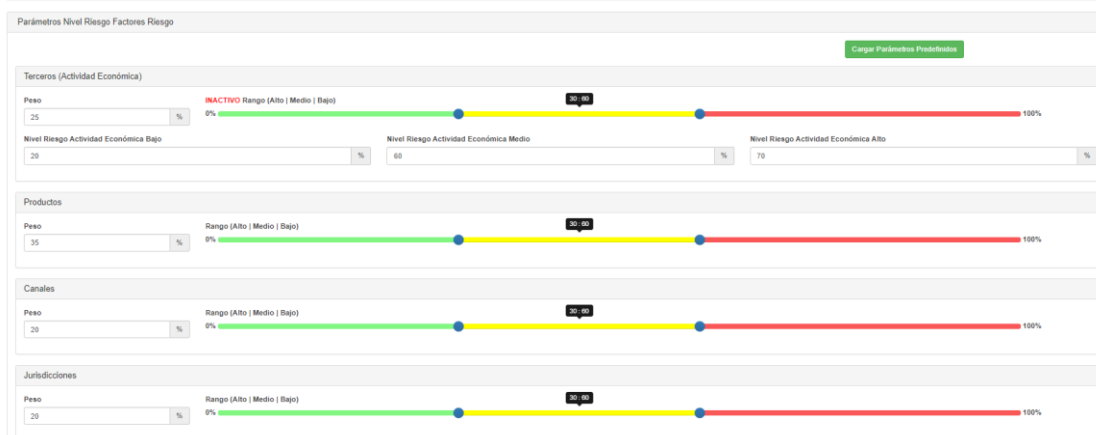 Parámetros Nivel Riesgo Factores Riesgo
Cargar Parámetros Predefinidos
Terceros (Actividad Económica)
Peso
INACTIVO Rango (Alto | Medio | Bajo)
30 : 60
25 %
0% 100%
Nivel Riesgo Actividad Económica Bajo
Nivel Riesgo Actividad Económica Medio
Nivel Riesgo Actividad Económica Alto
20 %
60 %
70 %
Productos
Peso
Rango (Alto | Medio | Bajo)
30 : 60
35 %
0% 100%
Canales
Peso
Rango (Alto | Medio | Bajo)
30 : 60
20 %
0% 100%
Jurisdicciones
Peso
Rango (Alto | Medio | Bajo)
30 : 60
20 %
0% 100%